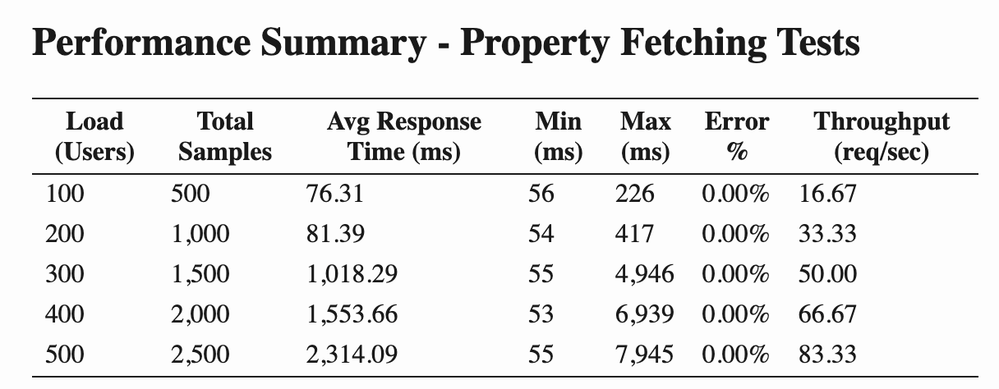 Performance Summary - Property Fetching Tests
Load (Users) Total Samples Avg Response Time (ms) Min (ms) Max (ms) Error % Throughput (req/sec)
100 500 76.31 56 226 0.00% 16.67
200 1,000 81.39 54 417 0.00% 33.33
300 1,500 1,018.29 55 4,946 0.00% 50.00
400 2,000 1,553.66 53 6,939 0.00% 66.67
500 2,500 2,314.09 55 7,945 0.00% 83.33